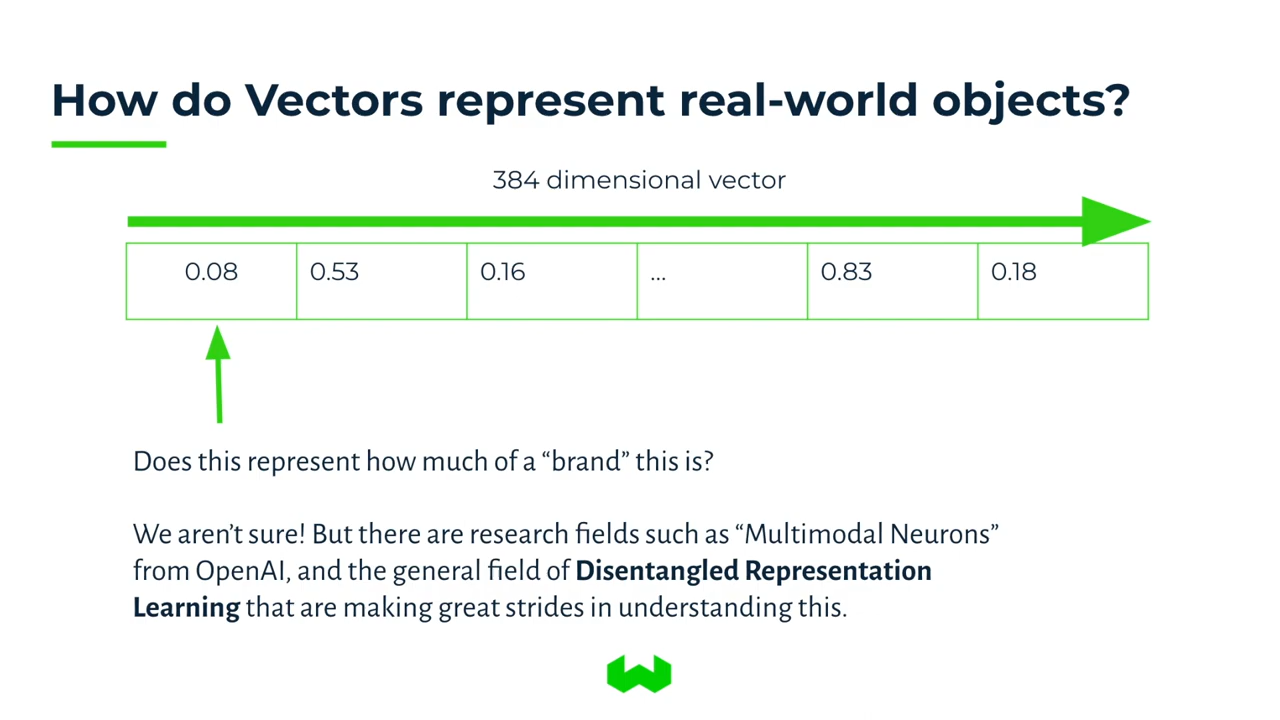 How do Vectors represent real-world objects?
384 dimensional vector
0.08 0.53 0.16 ... 0.83 0.18
Does this represent how much of a “brand” this is?
We aren’t sure! But there are research fields such as “Multimodal Neurons”
from OpenAI, and the general field of Disentangled Representation
Learning that are making great strides in understanding this.